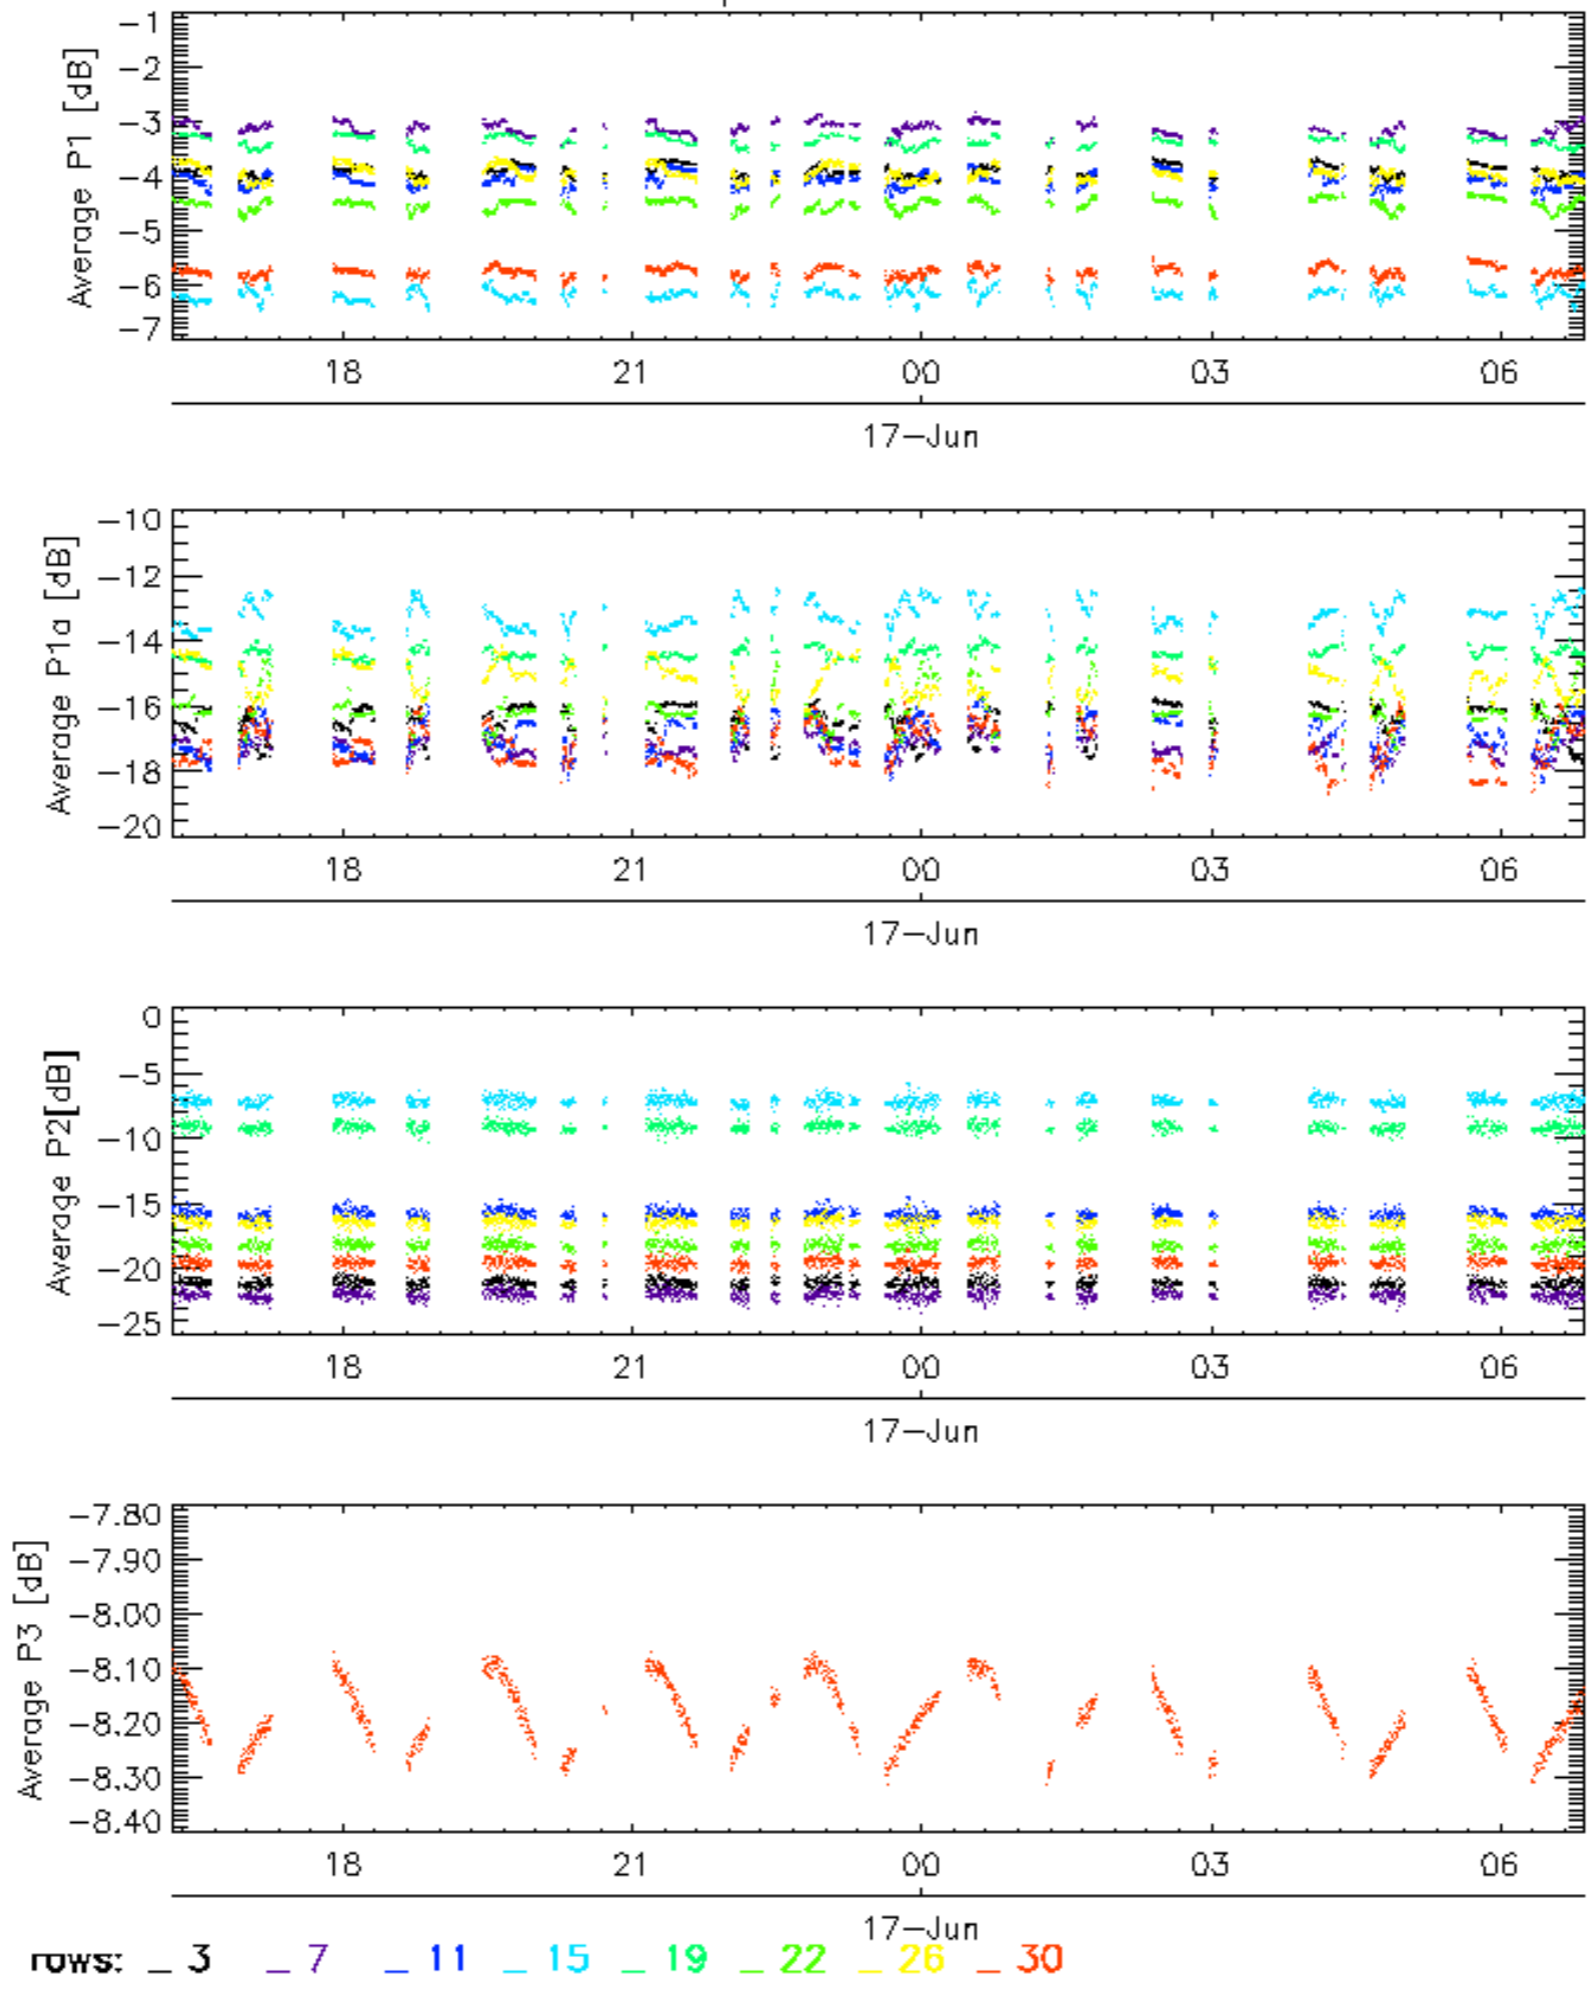 Average P1 [dB]
-1
-2
-3
-4
-5
-6
-7
18 21 00 03 06
17-Jun
Average P1a [dB]
-10
-12
-14
-16
-18
-20
18 21 00 03 06
17-Jun
Average P2[dB]
0
-5
-10
-15
-20
-25
18 21 00 03 06
17-Jun
Average P3 [dB]
-7.80
-7.90
-8.00
-8.10
-8.20
-8.30
-8.40
18 21 00 03 06
17-Jun
rows: _ 3 _ 7 _ 11 _ 15 _ 19 _ 22 _ 26 _ 30